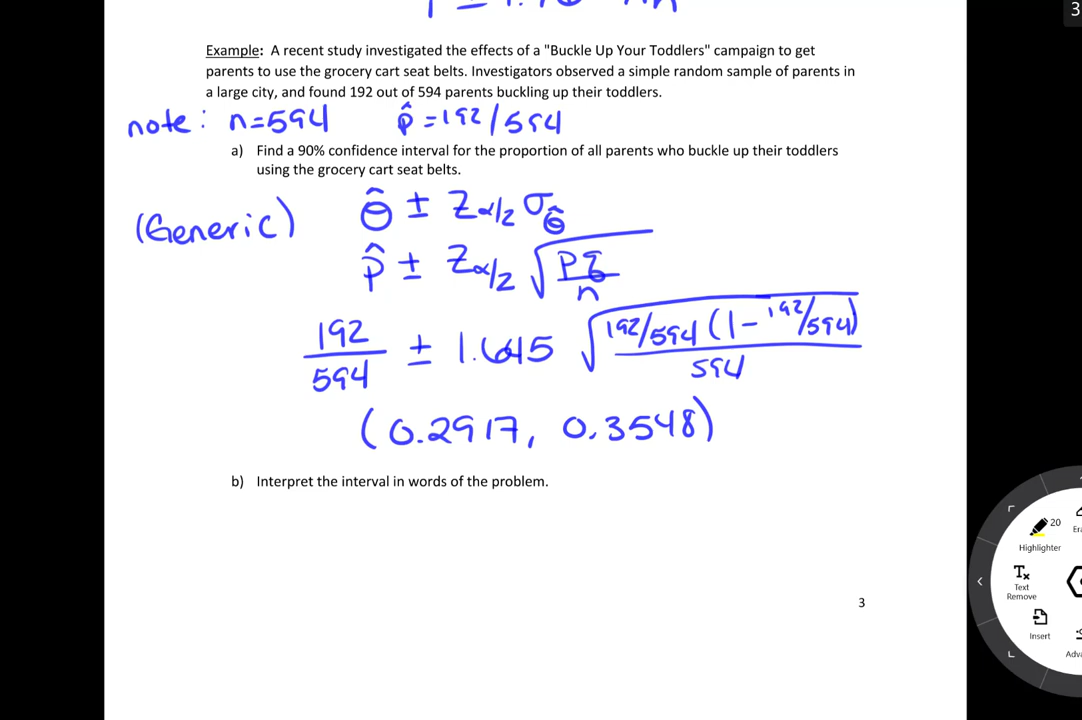 3
Example: A recent study investigated the effects of a "Buckle Up Your Toddlers" campaign to get
parents to use the grocery cart seat belts. Investigators observed a simple random sample of parents in
a large city, and found 192 out of 594 parents buckling up their toddlers.
note: n=594 p̂ =192/594
a) Find a 90% confidence interval for the proportion of all parents who buckle up their toddlers
using the grocery cart seat belts.
(Generic) θ̂ ± Zα/2 σθ̂
p̂ ± Zα/2 √(pq/n)
192/594 ± 1.645 √(192/594 (1-192/594)/594)
(0.2917, 0.3548)
b) Interpret the interval in words of the problem.
20
Highlighter
Tx
Text
Remove
Insert
3